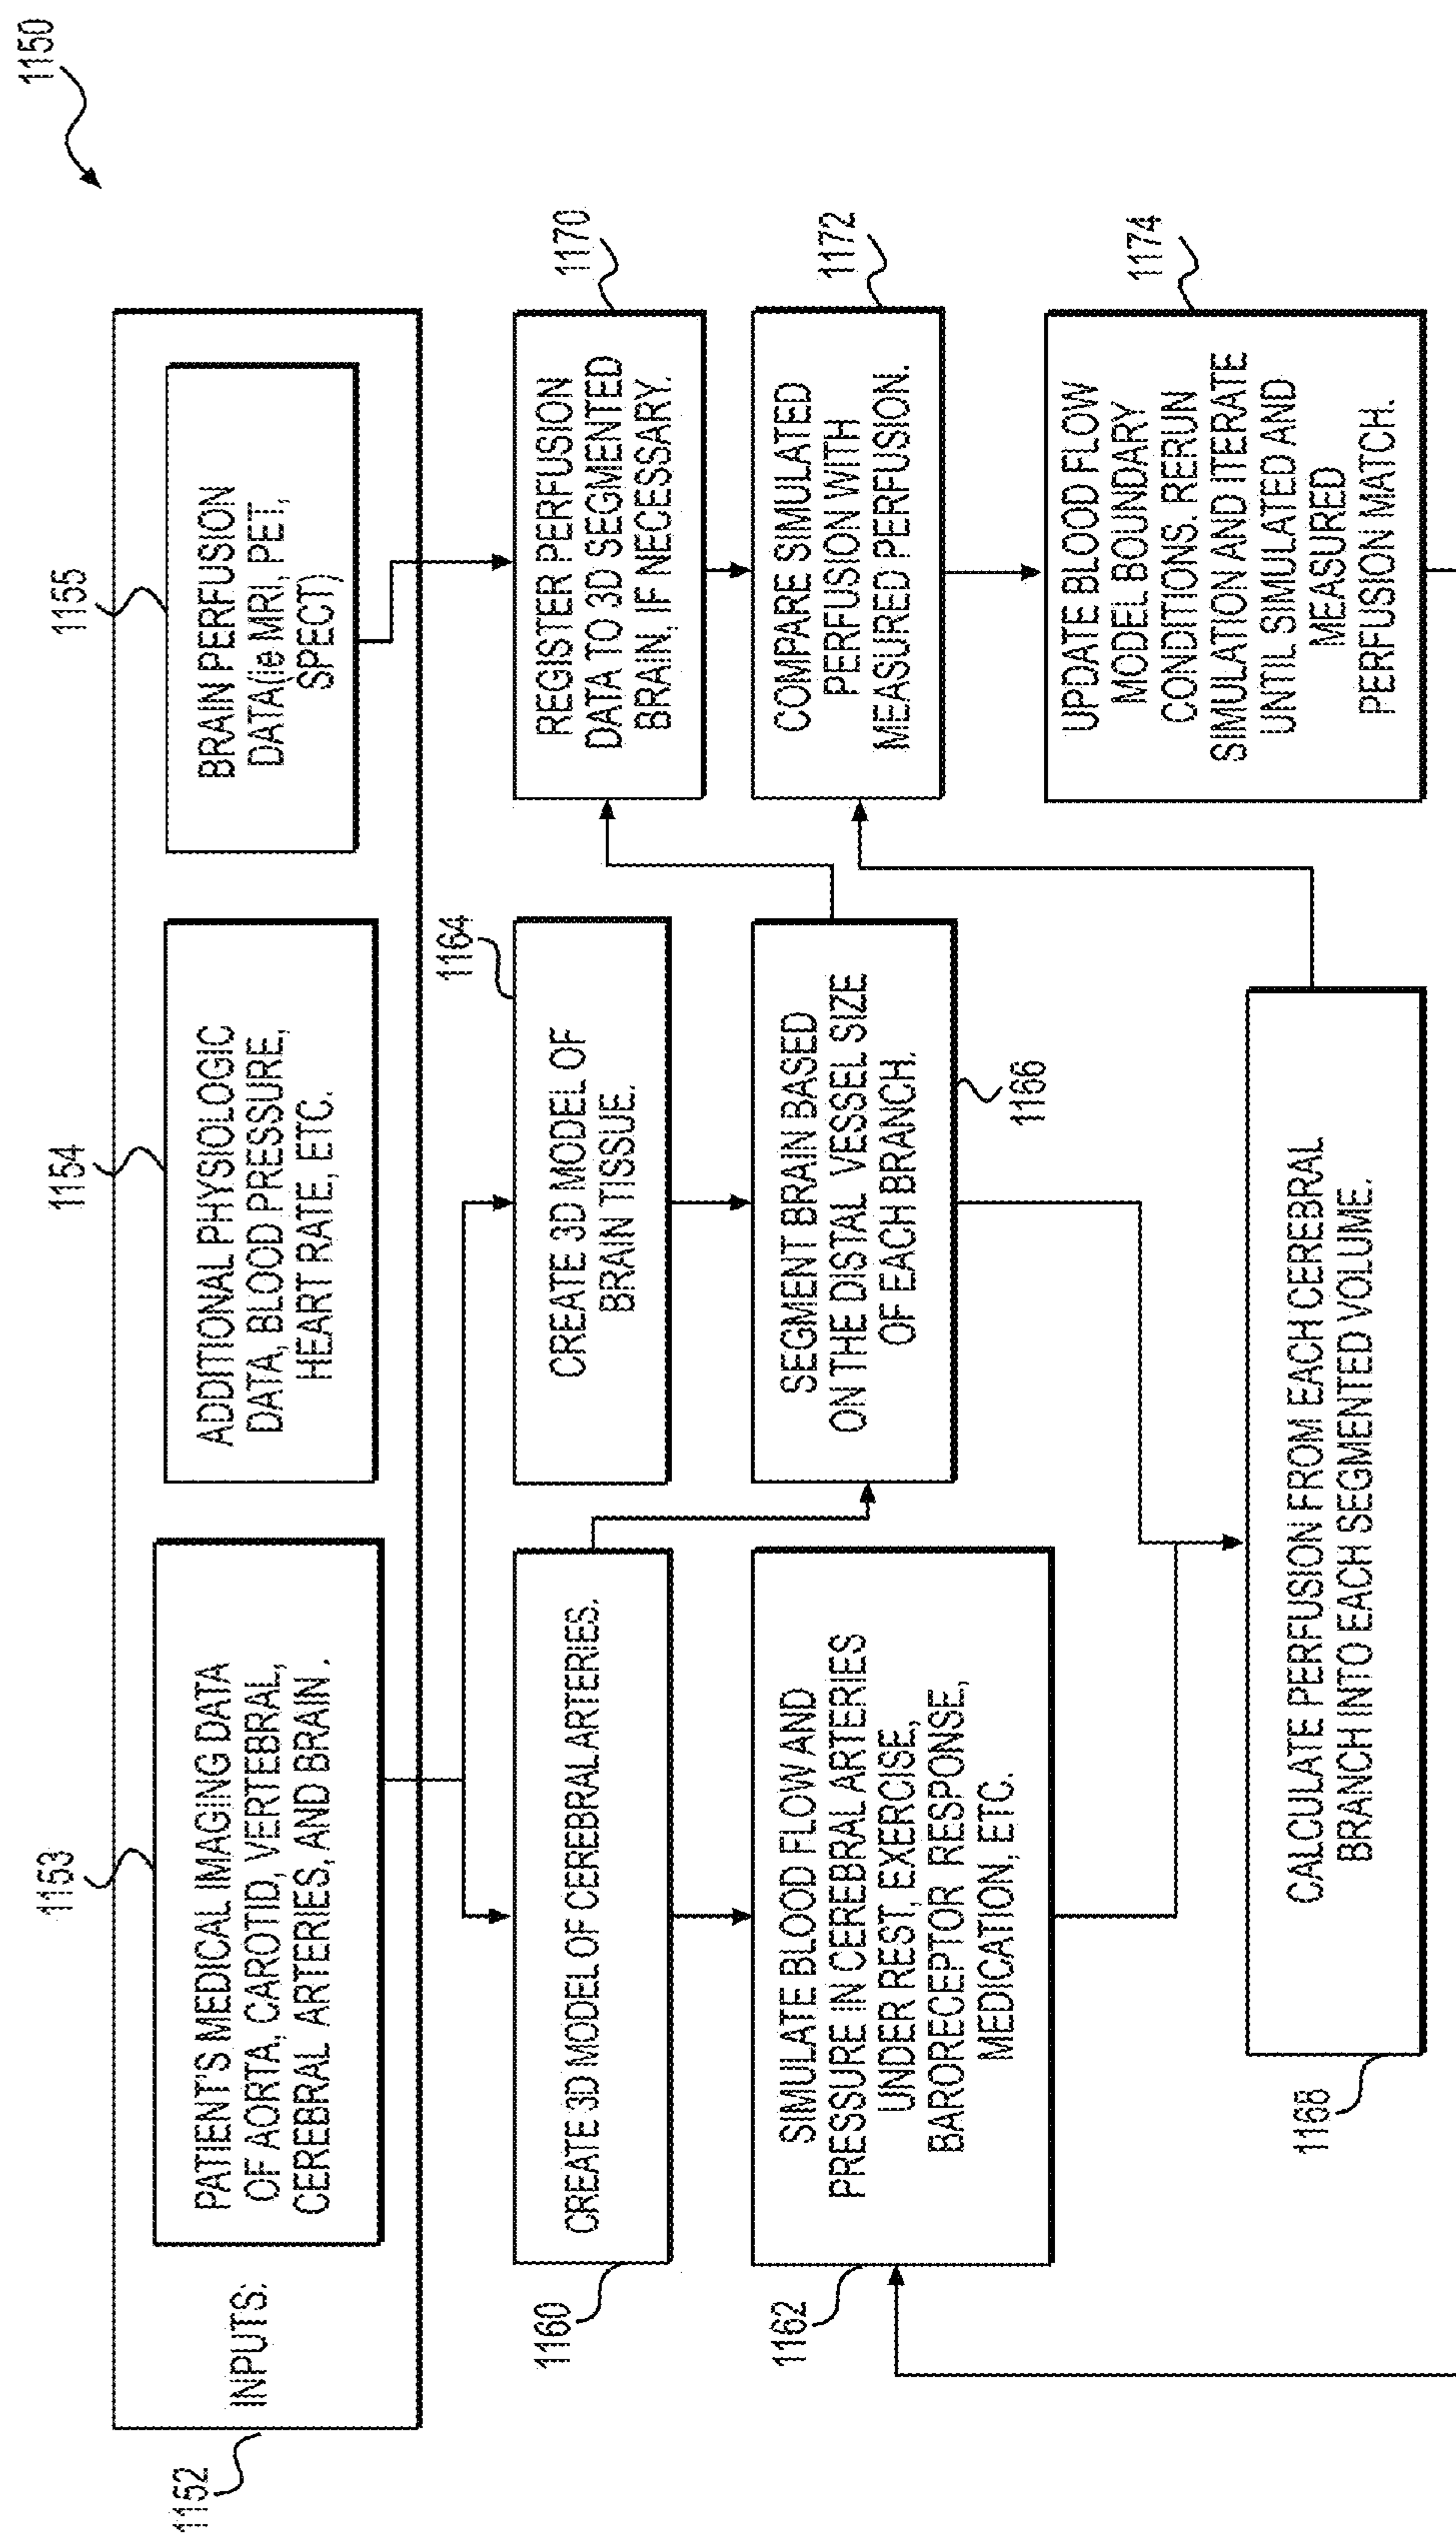 1150
1152
INPUTS:
1153
PATIENT'S MEDICAL IMAGING DATA
OF AORTA, CAROTID, VERTEBRAL,
CEREBRAL ARTERIES, AND BRAIN.
1154
ADDITIONAL PHYSIOLOGIC
DATA, BLOOD PRESSURE,
HEART RATE, ETC.
1155
BRAIN PERFUSION
DATA(ie MRI, PET,
SPECT)
1160
CREATE 3D MODEL OF CEREBRAL ARTERIES.
1164
CREATE 3D MODEL OF
BRAIN TISSUE.
1170
REGISTER PERFUSION
DATA TO 3D SEGMENTED
BRAIN, IF NECESSARY.
1162
SIMULATE BLOOD FLOW AND
PRESSURE IN CEREBRAL ARTERIES
UNDER REST, EXERCISE,
BARORECEPTOR RESPONSE,
MEDICATION, ETC.
SEGMENT BRAIN BASED
ON THE DISTAL VESSEL SIZE
OF EACH BRANCH.
1166
1172
COMPARE SIMULATED
PERFUSION WITH
MEASURED PERFUSION.
1168
CALCULATE PERFUSION FROM EACH CEREBRAL
BRANCH INTO EACH SEGMENTED VOLUME.
1174
UPDATE BLOOD FLOW
MODEL BOUNDARY
CONDITIONS. RERUN
SIMULATION AND ITERATE
UNTIL SIMULATED AND
MEASURED
PERFUSION MATCH.